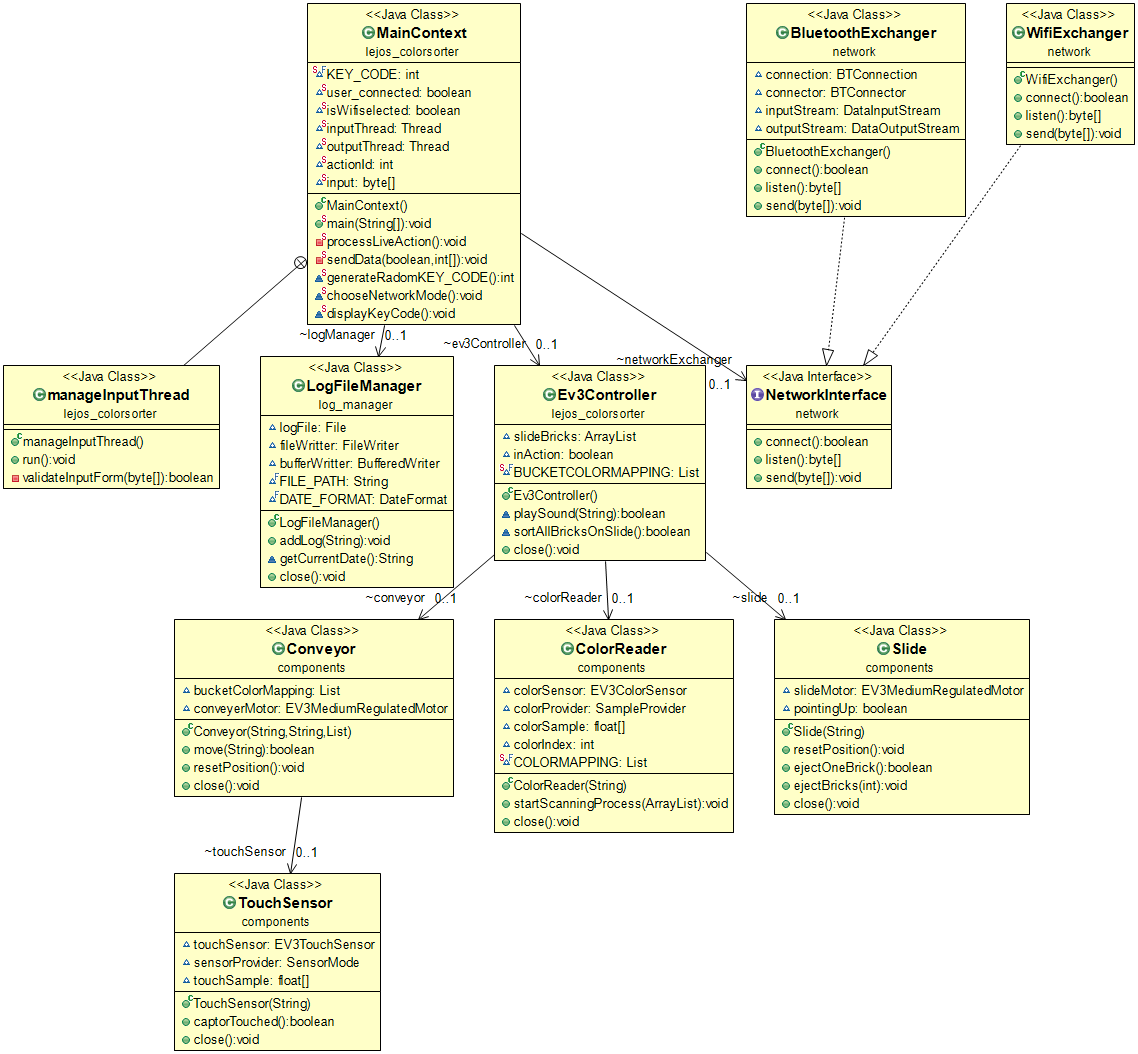 <<Java Class>>
MainContext
lejos_colorsorter
KEY_CODE: int
user_connected: boolean
isWifiselected: boolean
inputThread: Thread
outputThread: Thread
actionId: int
input: byte[]
MainContext()
main(String[]):void
processLiveAction():void
sendData(boolean,int[]):void
generateRadomKEY_CODE():int
chooseNetworkMode():void
displayKeyCode():void
<<Java Class>>
BluetoothExchanger
network
connection: BTConnection
connector: BTConnector
inputStream: DataInputStream
outputStream: DataOutputStream
BluetoothExchanger()
connect():boolean
listen():byte[]
send(byte[]):void
<<Java Class>>
WifiExchanger
network
WifiExchanger()
connect():boolean
listen():byte[]
send(byte[]):void
~logManager 0..1
~ev3Controller 0..1
~networkExchanger
0..1
<<Java Class>>
manageInputThread
lejos_colorsorter
manageInputThread()
run():void
validateInputForm(byte[]):boolean
<<Java Class>>
LogFileManager
log_manager
logFile: File
fileWritter: FileWriter
bufferWritter: BufferedWriter
FILE_PATH: String
DATE_FORMAT: DateFormat
LogFileManager()
addLog(String):void
getCurrentDate():String
close():void
<<Java Class>>
Ev3Controller
lejos_colorsorter
slideBricks: ArrayList
inAction: boolean
BUCKETCOLORMAPPING: List
Ev3Controller()
playSound(String):boolean
sortAllBricksOnSlide():boolean
close():void
<<Java Interface>>
NetworkInterface
network
connect():boolean
listen():byte[]
send(byte[]):void
~conveyor 0..1
~colorReader 0..1
~slide 0..1
<<Java Class>>
Conveyor
components
bucketColorMapping: List
conveyerMotor: EV3MediumRegulatedMotor
Conveyor(String,String,List)
move(String):boolean
resetPosition():void
close():void
<<Java Class>>
ColorReader
components
colorSensor: EV3ColorSensor
colorProvider: SampleProvider
colorSample: float[]
colorIndex: int
COLORMAPPING: List
ColorReader(String)
startScanningProcess(ArrayList):void
close():void
<<Java Class>>
Slide
components
slideMotor: EV3MediumRegulatedMotor
pointingUp: boolean
Slide(String)
resetPosition():void
ejectOneBrick():boolean
ejectBricks(int):void
close():void
~touchSensor 0..1
<<Java Class>>
TouchSensor
components
touchSensor: EV3TouchSensor
sensorProvider: SensorMode
touchSample: float[]
TouchSensor(String)
captorTouched():boolean
close():void